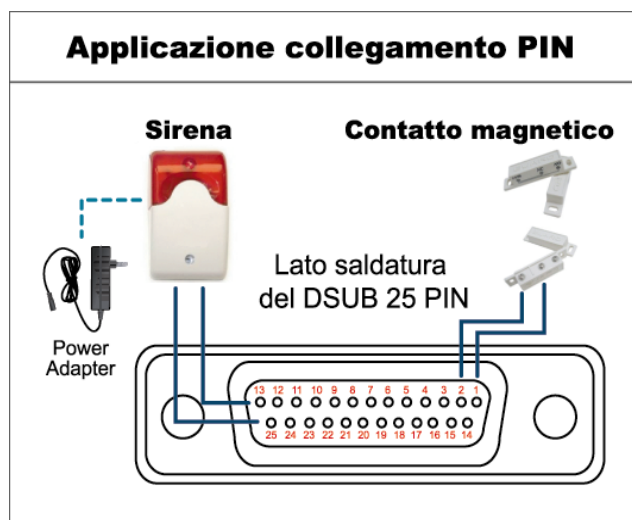 Applicazione collegamento PIN
Sirena
Contatto magnetico
Lato saldatura
del DSUB 25 PIN
Power
Adapter
13 12 11 10 9 8 7 6 5 4 3 2 1
25 24 23 22 21 20 19 18 17 16 15 14